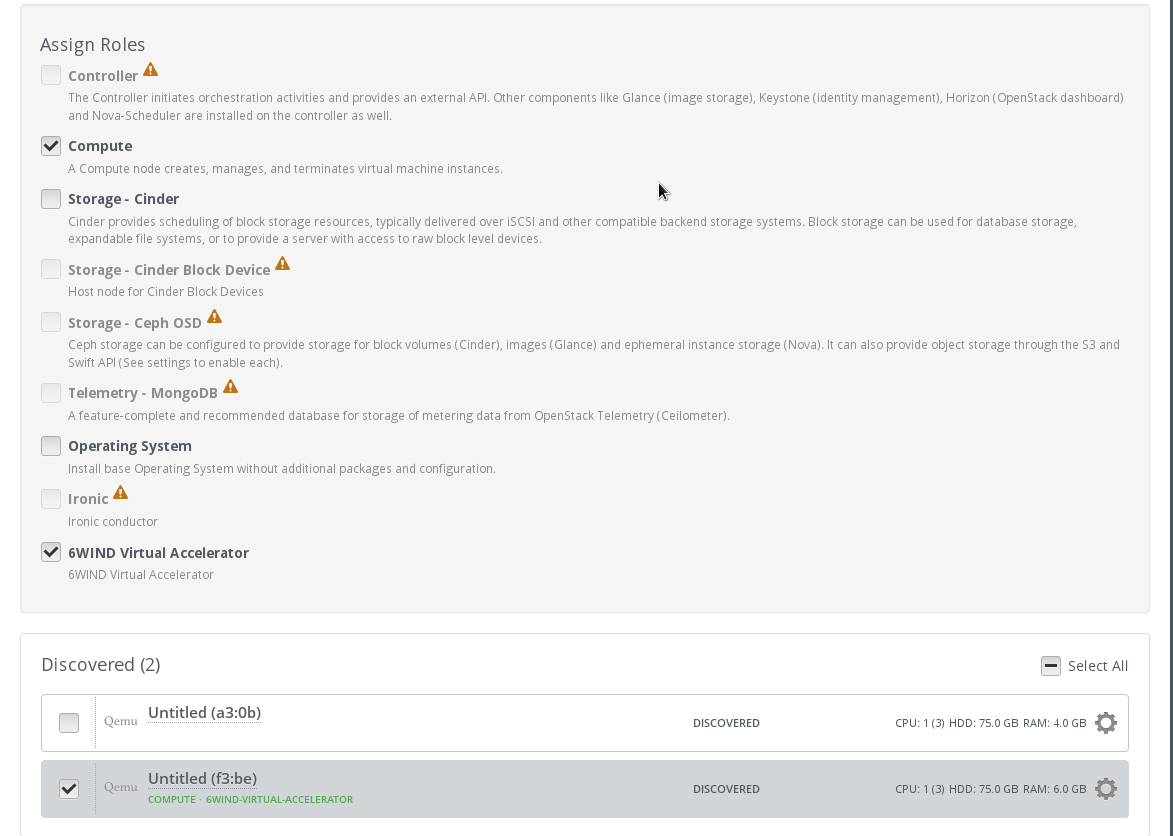 Assign Roles
Controller
The Controller initiates orchestration activities and provides an external API. Other components like Glance (image storage), Keystone (identity management), Horizon (OpenStack dashboard)
and Nova-Scheduler are installed on the controller as well.
Compute
A Compute node creates, manages, and terminates virtual machine instances.
Storage - Cinder
Cinder provides scheduling of block storage resources, typically delivered over iSCSI and other compatible backend storage systems. Block storage can be used for database storage,
expandable file systems, or to provide a server with access to raw block level devices.
Storage - Cinder Block Device
Host node for Cinder Block Devices
Storage - Ceph OSD
Ceph storage can be configured to provide storage for block volumes (Cinder), images (Glance) and ephemeral instance storage (Nova). It can also provide object storage through the S3 and
Swift API (See settings to enable each).
Telemetry - MongoDB
A feature-complete and recommended database for storage of metering data from OpenStack Telemetry (Ceilometer).
Operating System
Install base Operating System without additional packages and configuration.
Ironic
Ironic conductor
6WIND Virtual Accelerator
6WIND Virtual Accelerator
Discovered (2) Select All
Qemu Untitled (a3:0b) DISCOVERED CPU: 1 (3) HDD: 75.0 GB RAM: 4.0 GB
Qemu Untitled (f3:be) DISCOVERED CPU: 1 (3) HDD: 75.0 GB RAM: 6.0 GB
COMPUTE · 6WIND-VIRTUAL-ACCELERATOR